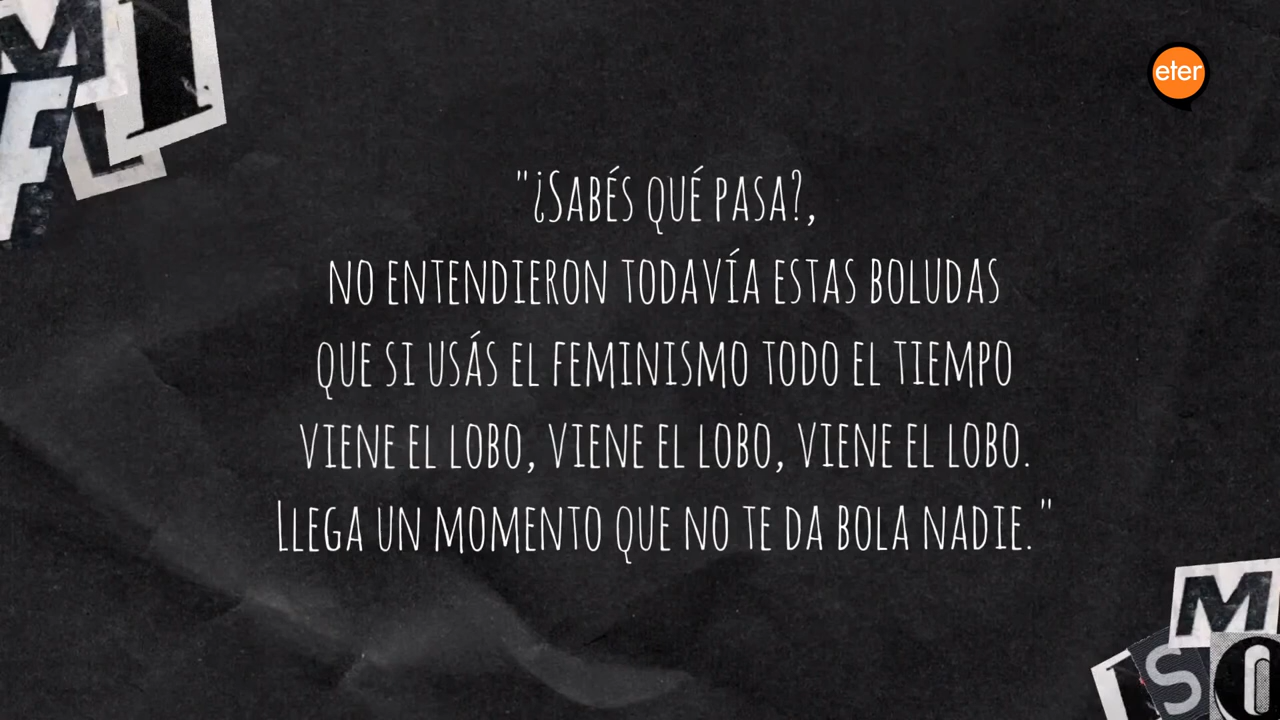 M
F
eter
"¿SABÉS QUÉ PASA?,
NO ENTENDIERON TODAVÍA ESTAS BOLUDAS
QUE SI USÁS EL FEMINISMO TODO EL TIEMPO
VIENE EL LOBO, VIENE EL LOBO, VIENE EL LOBO.
LLEGA UN MOMENTO QUE NO TE DA BOLA NADIE."
M
S